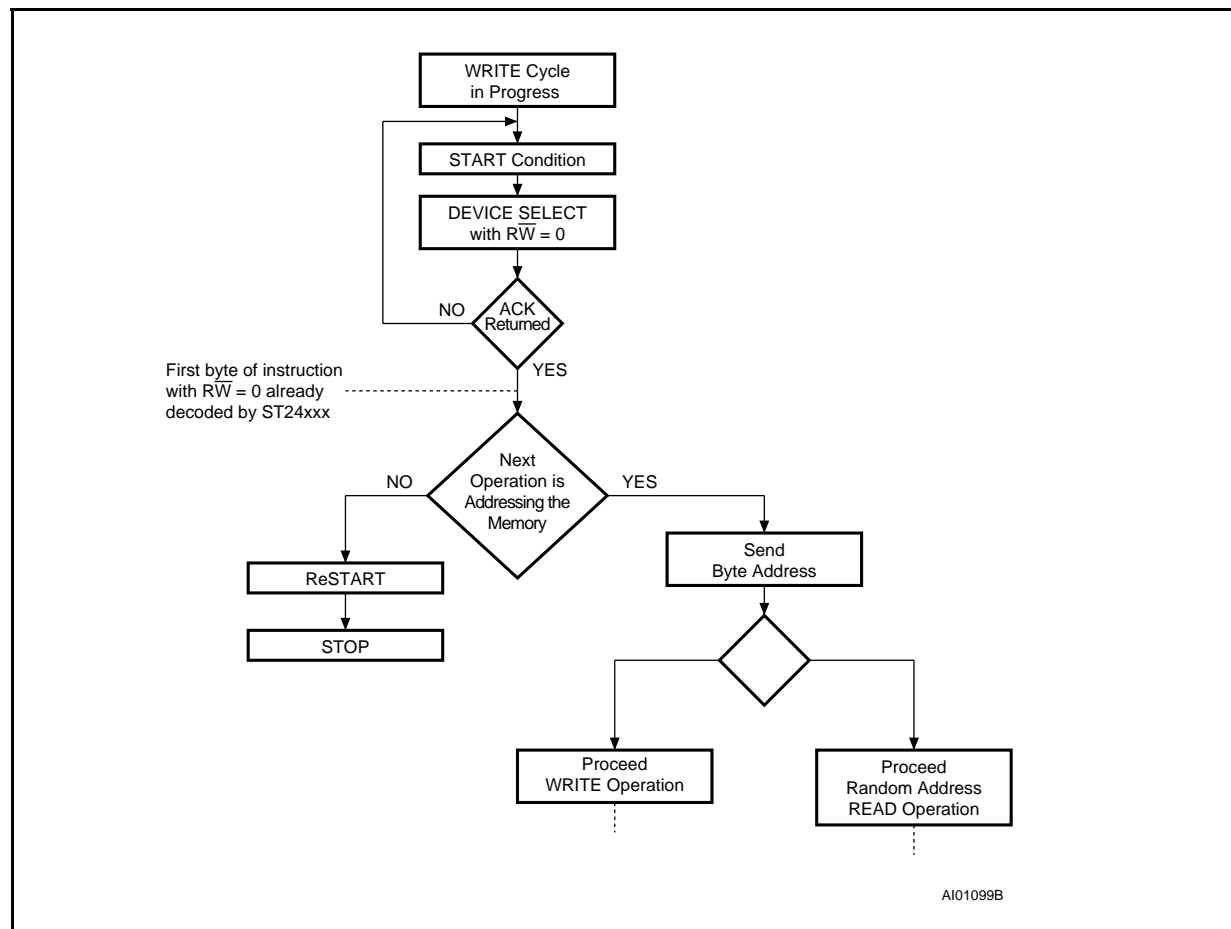 WRITE Cycle
in Progress
START Condition
DEVICE SELECT
with RW̅ = 0
NO
ACK
Returned
YES
First byte of instruction
with RW̅ = 0 already
decoded by ST24xxx
NO
Next
Operation is
Addressing the
Memory
YES
Send
Byte Address
ReSTART
STOP
Proceed
WRITE Operation
Proceed
Random Address
READ Operation
AI01099B